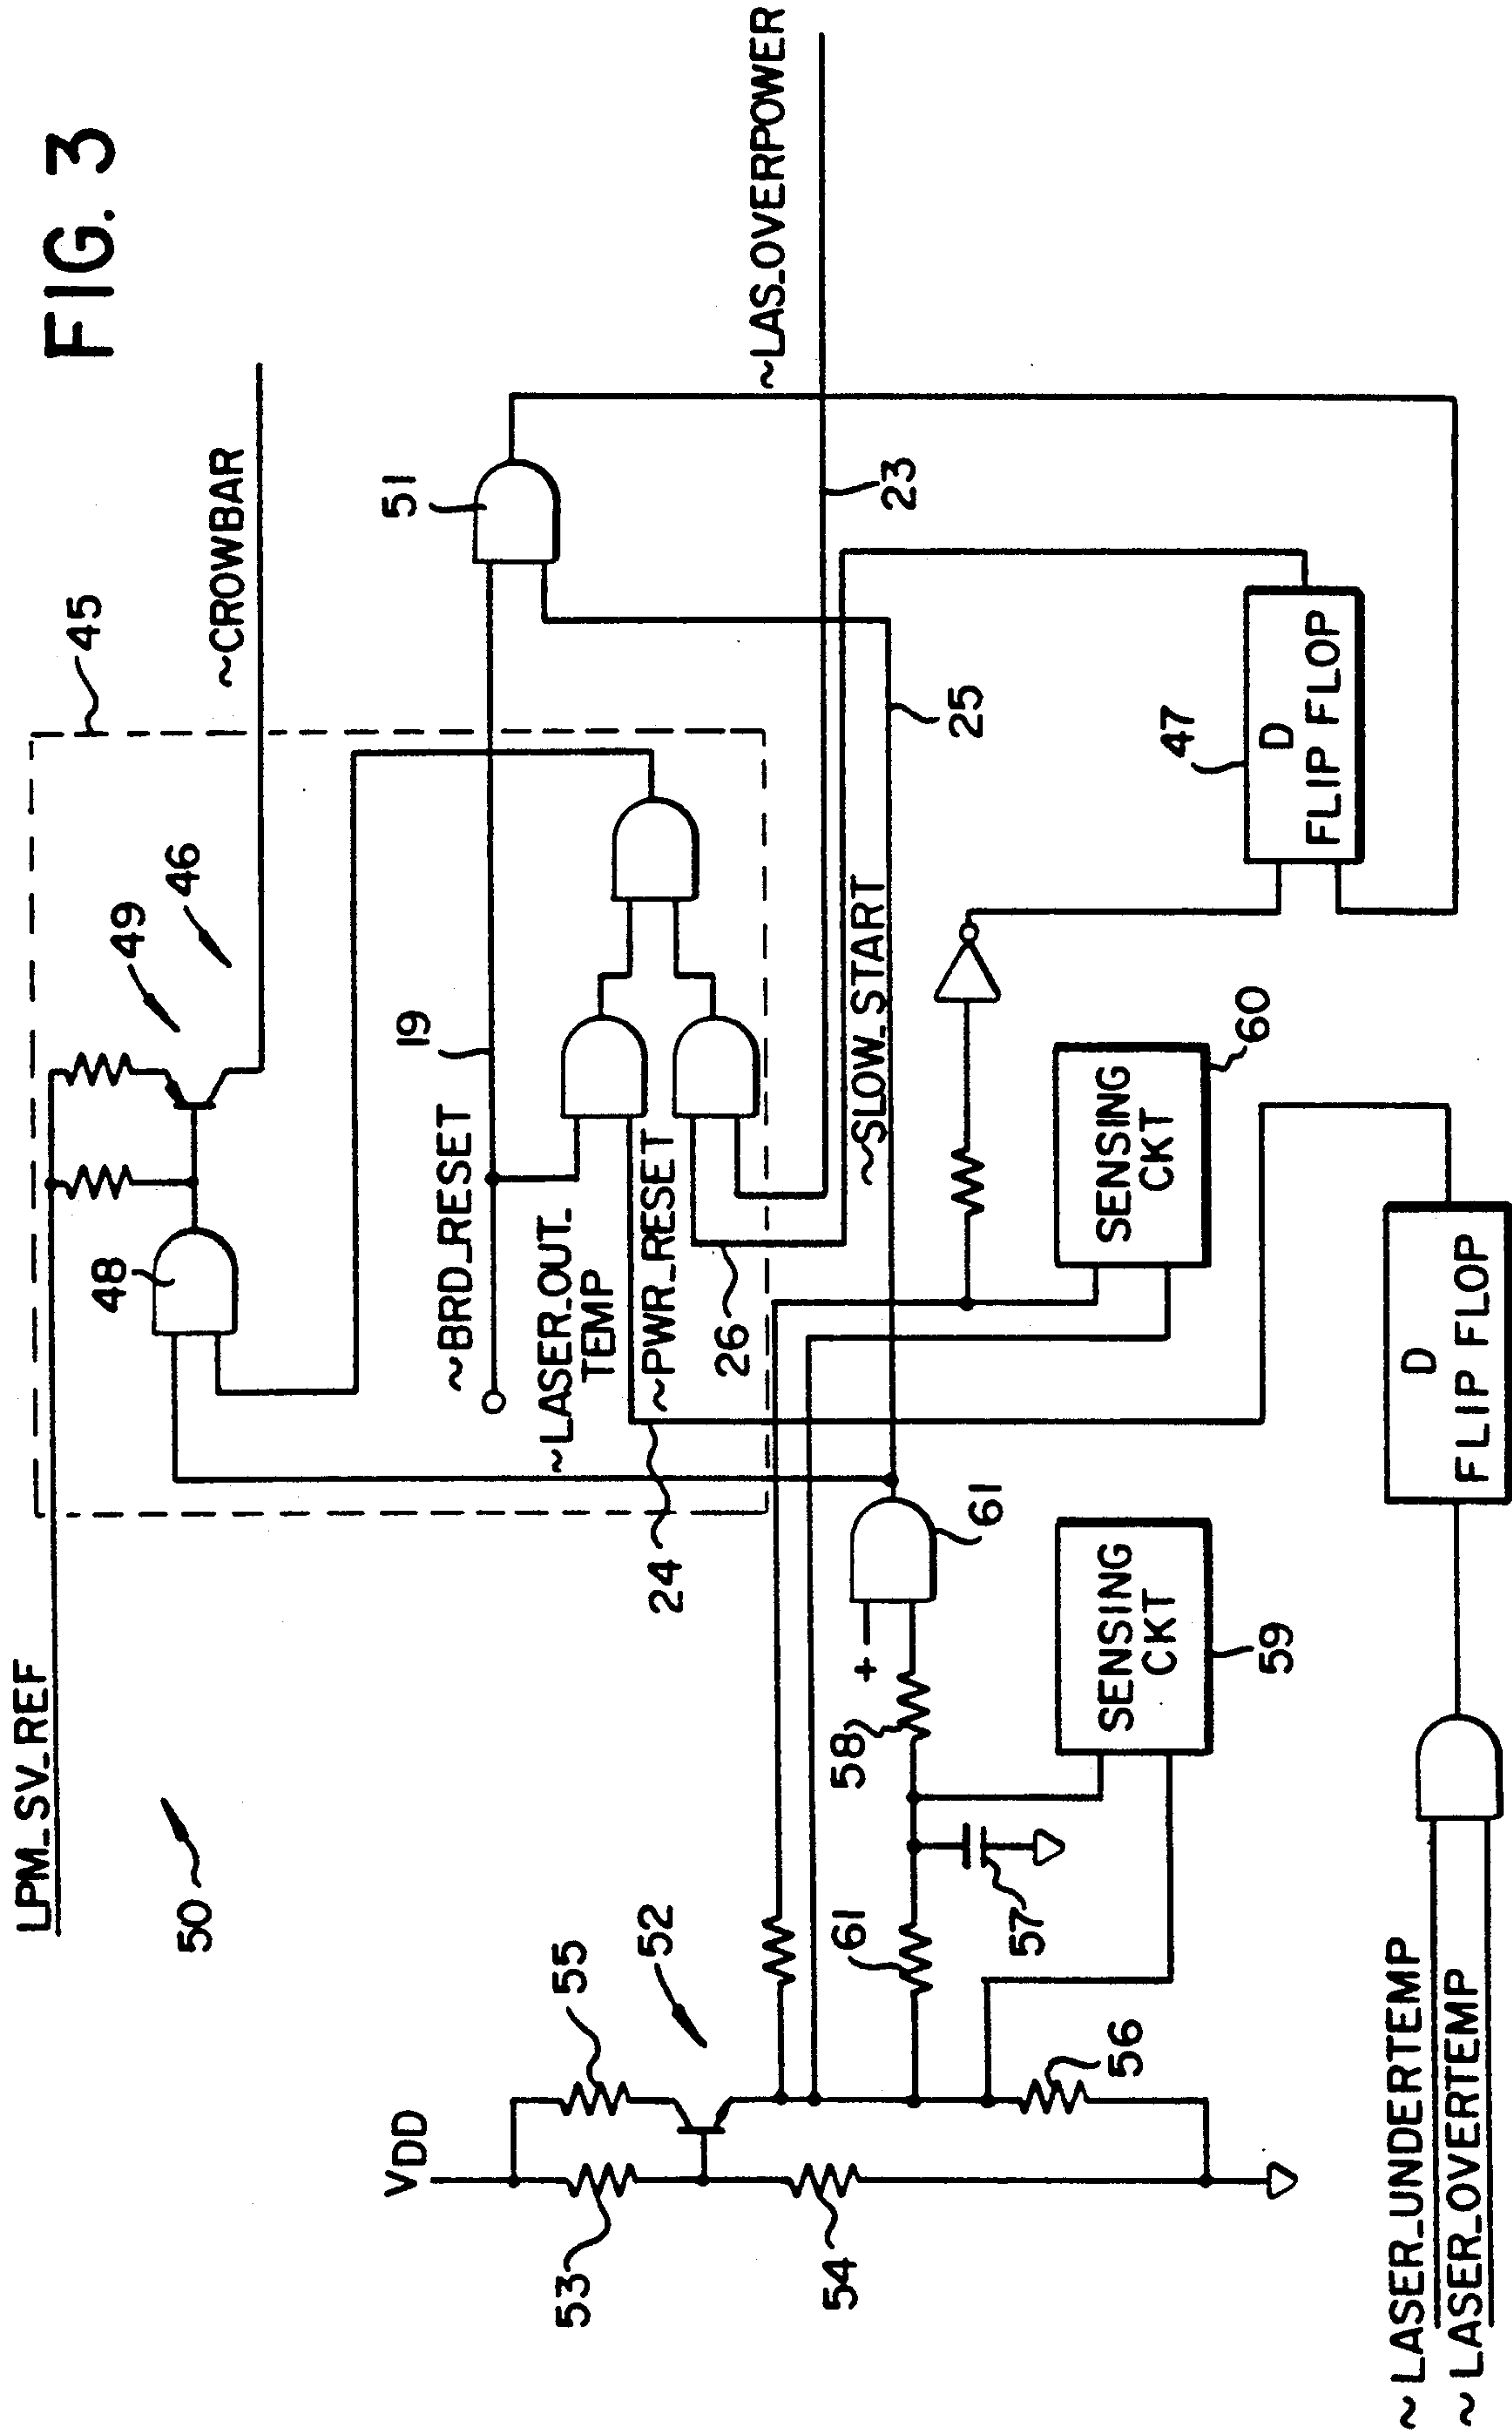 FIG. 3
LPM_SV_REF
50
45
~CROWBAR
49
46
48
51
19
~BRD_RESET
~LASER_OUT_
TEMP
~PWR_RESET
26
24
~LAS_OVERPOWER
23
25
~SLOW_START
61
58
+
57
61
52
55
VDD
53
54
56
SENSING
CKT
59
SENSING
CKT
60
47
D
FLIP FLOP
D
FLIP FLOP
~LASER_UNDERTEMP
~LASER_OVERTEMP